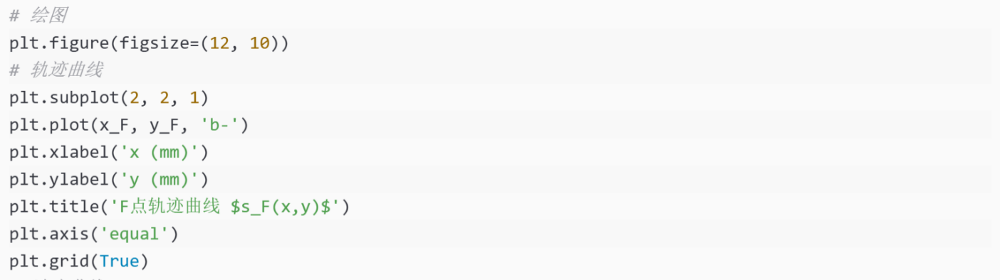 # 绘图
plt.figure(figsize=(12, 10))
# 轨迹曲线
plt.subplot(2, 2, 1)
plt.plot(x_F, y_F, 'b-')
plt.xlabel('x (mm)')
plt.ylabel('y (mm)')
plt.title('F点轨迹曲线 $s_F(x,y)$')
plt.axis('equal')
plt.grid(True)